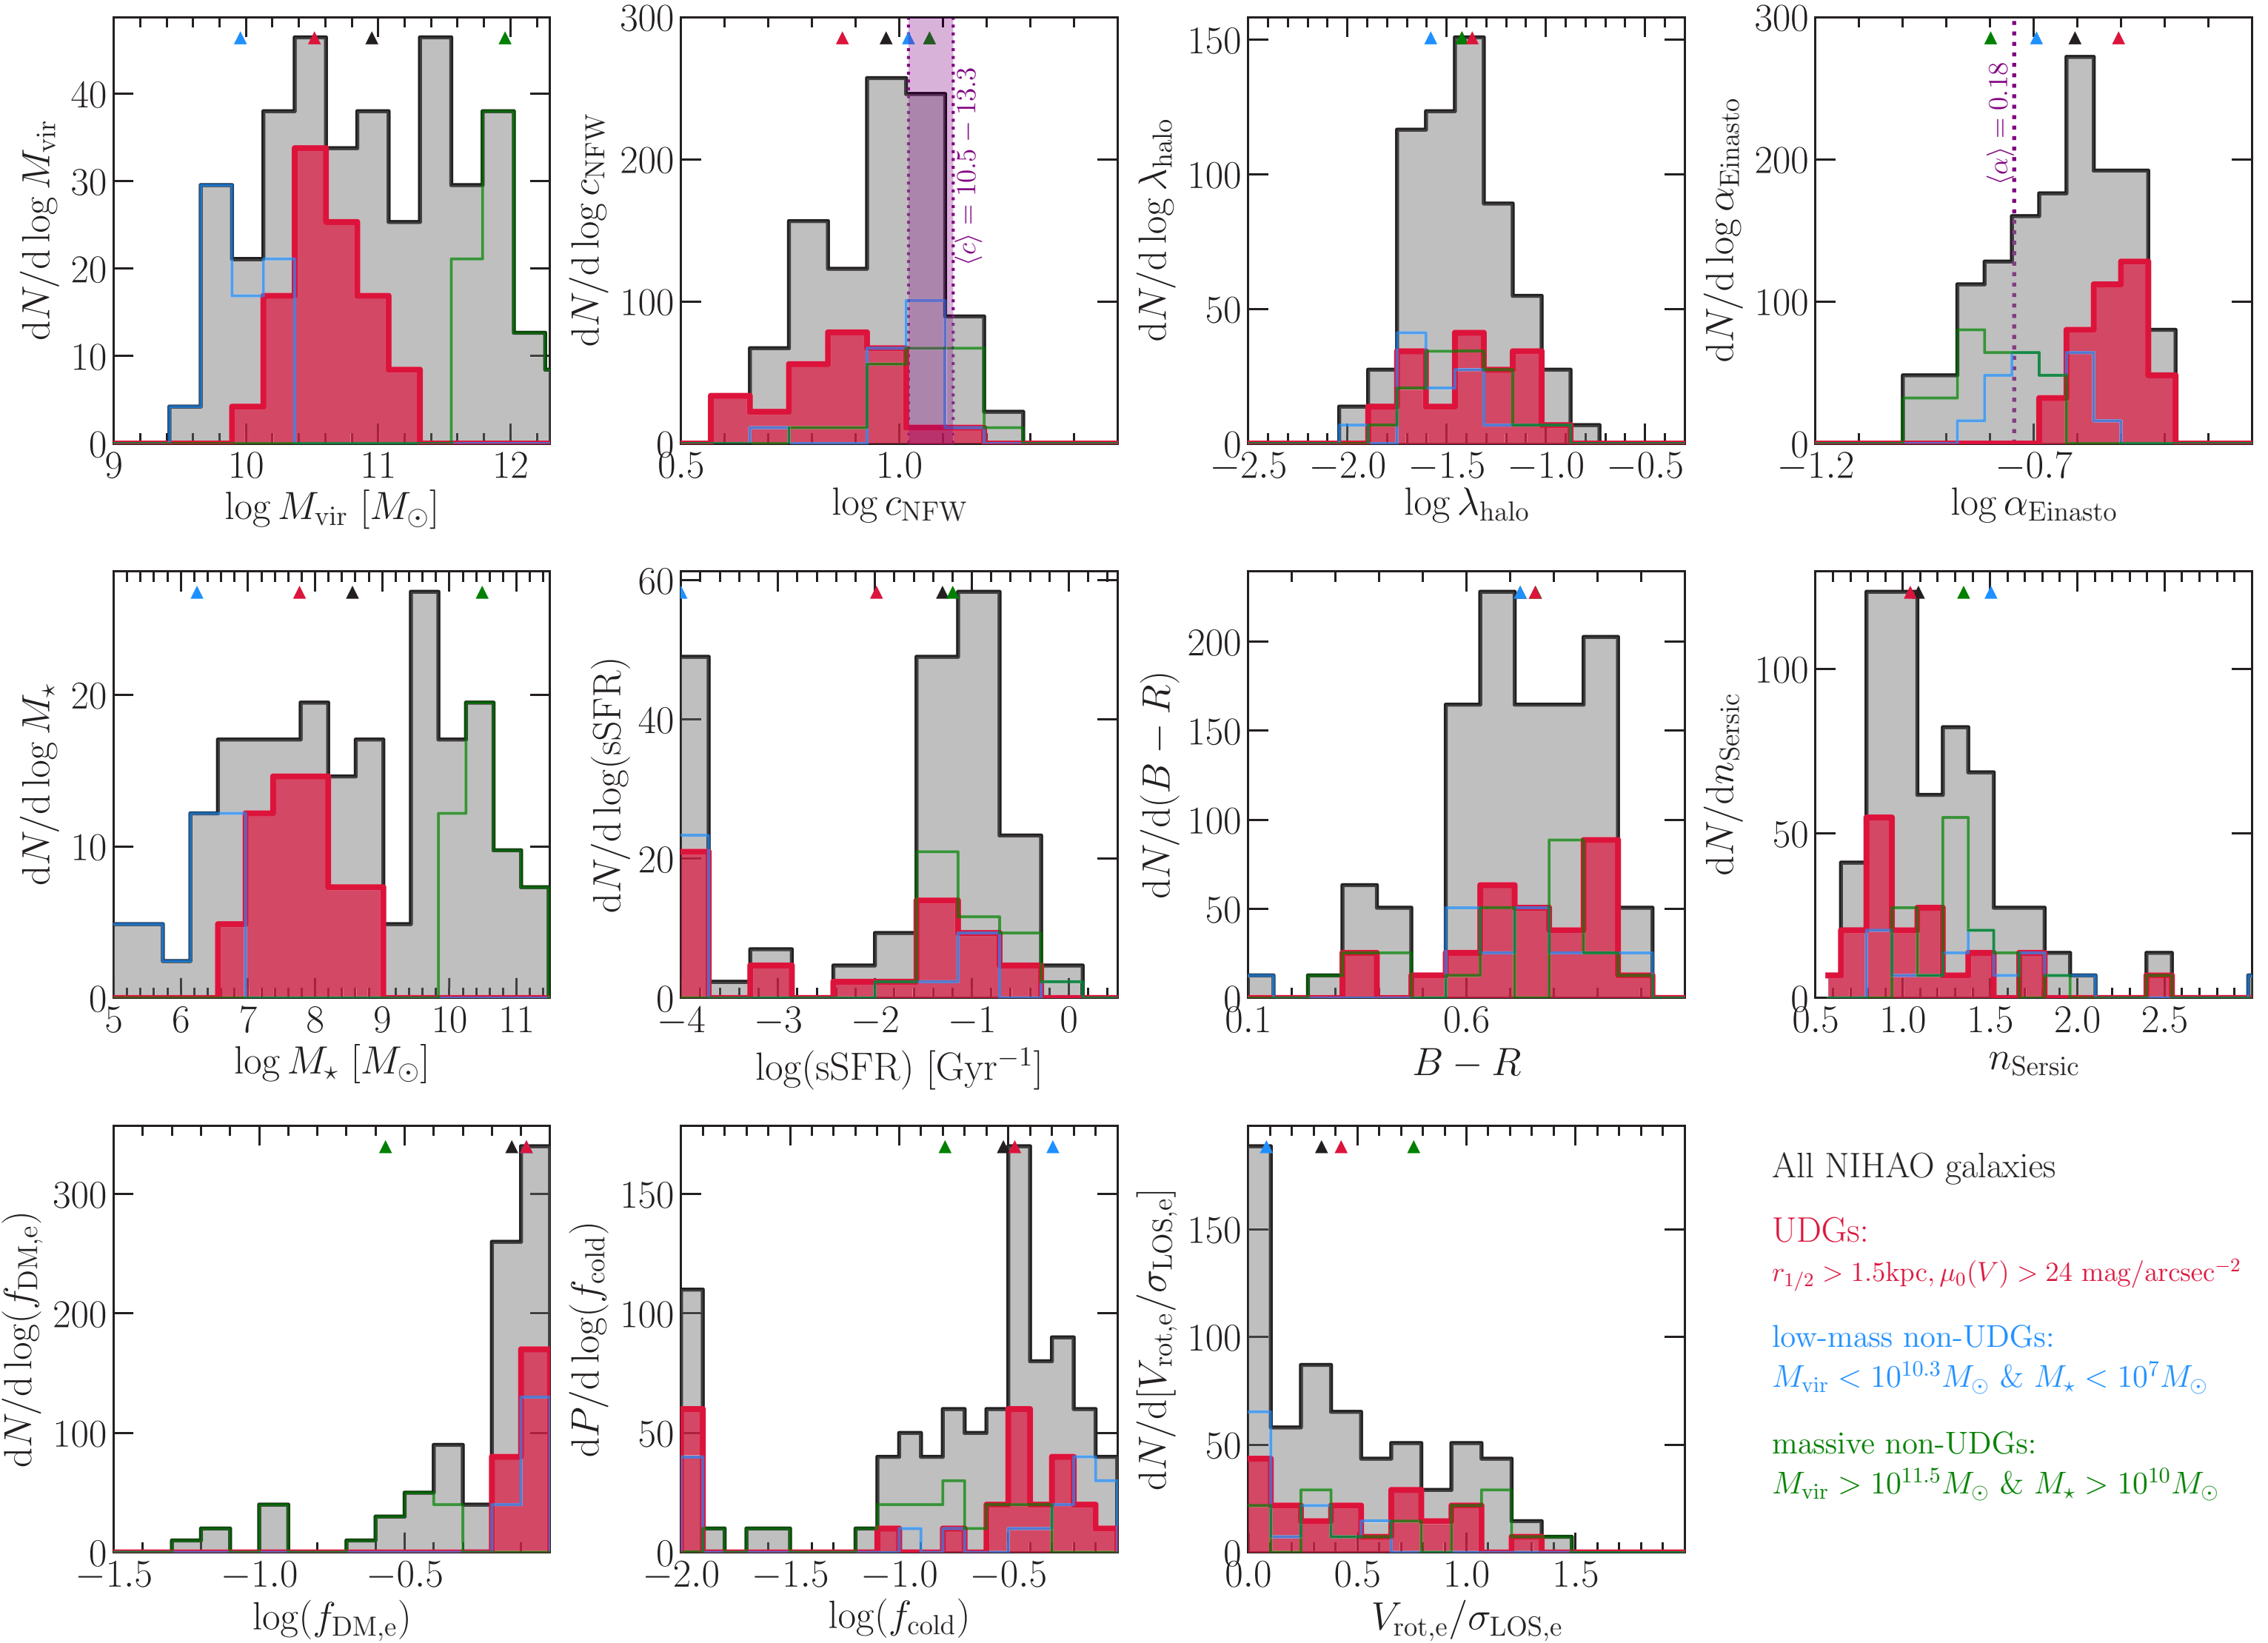 dN/d log M_vir
40
30
20
10
0
9 10 11 12
log M_vir [M_⊙]
dN/d log c_NFW
300
200
100
0
0.5 1.0
log c_NFW
⟨c⟩ = 10.5 − 13.3
dN/d log λ_halo
150
100
50
0
−2.5 −2.0 −1.5 −1.0 −0.5
log λ_halo
dN/d log α_Einasto
300
200
100
0
−1.2 −0.7
log α_Einasto
⟨α⟩ = 0.18
dN/d log M_⋆
20
10
0
5 6 7 8 9 10 11
log M_⋆ [M_⊙]
dN/d log(sSFR)
60
40
20
0
−4 −3 −2 −1 0
log(sSFR) [Gyr⁻¹]
dN/d(B − R)
200
150
100
50
0
0.1 0.6
B − R
dN/dn_Sersic
100
50
0
0.5 1.0 1.5 2.0 2.5
n_Sersic
dN/d log(f_DM,e)
300
200
100
0
−1.5 −1.0 −0.5
log(f_DM,e)
dP/d log(f_cold)
150
100
50
0
−2.0 −1.5 −1.0 −0.5
log(f_cold)
dN/d[V_rot,e/σ_LOS,e]
150
100
50
0
0.0 0.5 1.0 1.5
V_rot,e/σ_LOS,e
All NIHAO galaxies
UDGs:
r_1/2 > 1.5kpc, μ₀(V) > 24 mag/arcsec⁻²
low-mass non-UDGs:
M_vir < 10^10.3 M_⊙ & M_⋆ < 10⁷M_⊙
massive non-UDGs:
M_vir > 10^11.5 M_⊙ & M_⋆ > 10¹⁰M_⊙